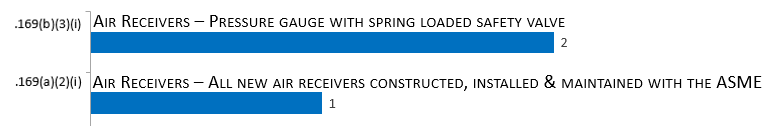 .169(b)(3)(i) Air Receivers – Pressure gauge with spring loaded safety valve
2
.169(a)(2)(i) Air Receivers – All new air receivers constructed, installed & maintained with the ASME
1